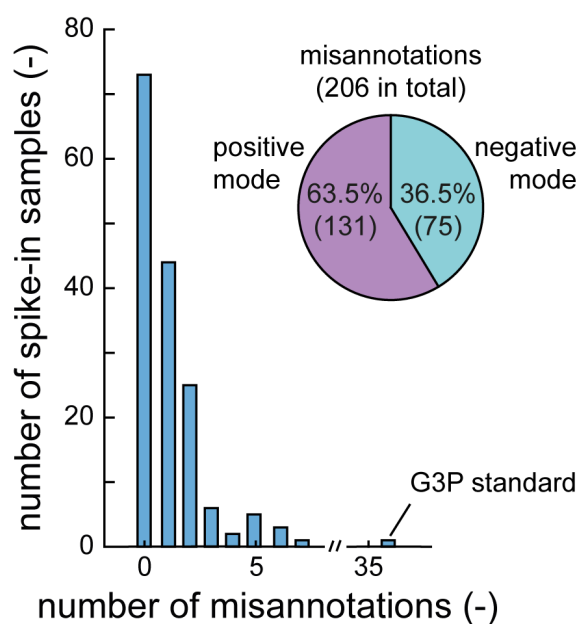 misannotations
(206 in total)
positive
mode
negative
mode
63.5%
(131)
36.5%
(75)
number of spike-in samples (-)
80
60
40
20
0
G3P standard
0
5
//
35
number of misannotations (-)